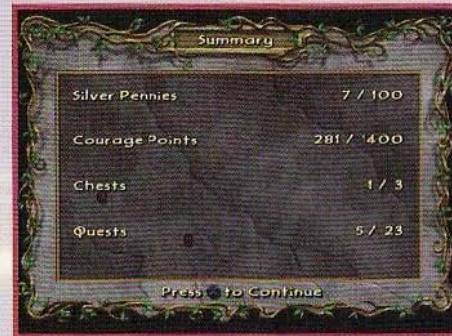 Summary
Silver Pennies 7 / 100
Courage Points 281 / 400
Chests 1 / 3
Quests 5 / 23
Press to Continue